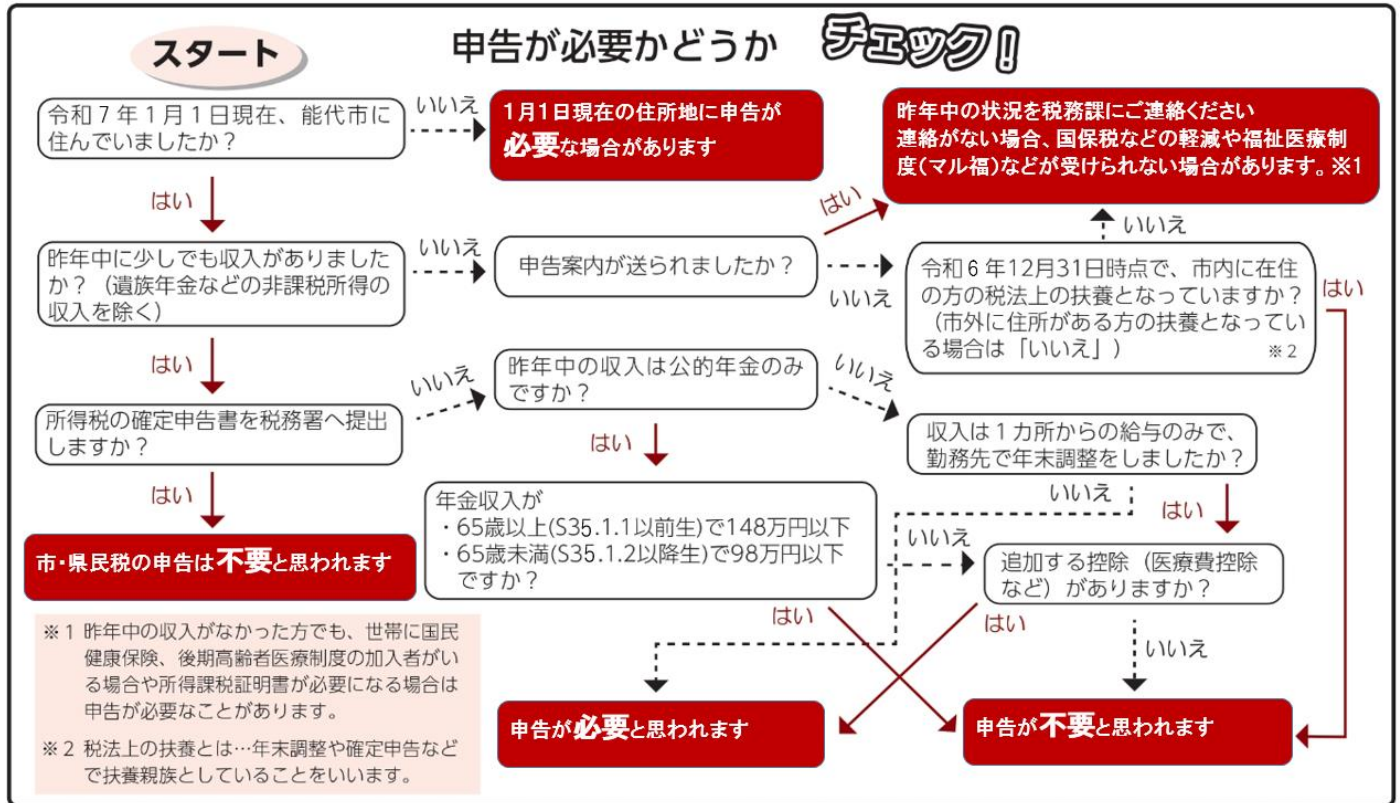 スタート
申告が必要かどうか チェック!
令和7年1月1日現在、能代市に
住んでいましたか?
いいえ
1月1日現在の住所地に申告が
必要な場合があります
昨年中の状況を税務課にご連絡ください
連絡がない場合、国保税などの軽減や福祉医療制
度(マル福)などが受けられない場合があります。※1
はい
はい
いいえ
昨年中に少しでも収入がありました
か?(遺族年金などの非課税所得の
収入を除く)
いいえ
申告案内が送られましたか?
いいえ
令和6年12月31日時点で、市内に在住
の方の税法上の扶養となっていますか?
(市外に住所がある方の扶養となってい
る場合は「いいえ」)
※2
はい
はい
いいえ
昨年中の収入は公的年金のみ
ですか?
いいえ
所得税の確定申告書を税務署へ提出
しますか?
はい
収入は1カ所からの給与のみで、
勤務先で年末調整をしましたか?
はい
年金収入が
・65歳以上(S35.1.1以前生)で148万円以下
・65歳未満(S35.1.2以降生)で98万円以下
ですか?
いいえ
はい
いいえ
市・県民税の申告は不要と思われます
追加する控除(医療費控除
など)がありますか?
はい
はい
いいえ
※1 昨年中の収入がなかった方でも、世帯に国民
健康保険、後期高齢者医療制度の加入者がい
る場合や所得課税証明書が必要になる場合は
申告が必要なことがあります。
※2 税法上の扶養とは…年末調整や確定申告など
で扶養親族としていることをいいます。
申告が必要と思われます
申告が不要と思われます